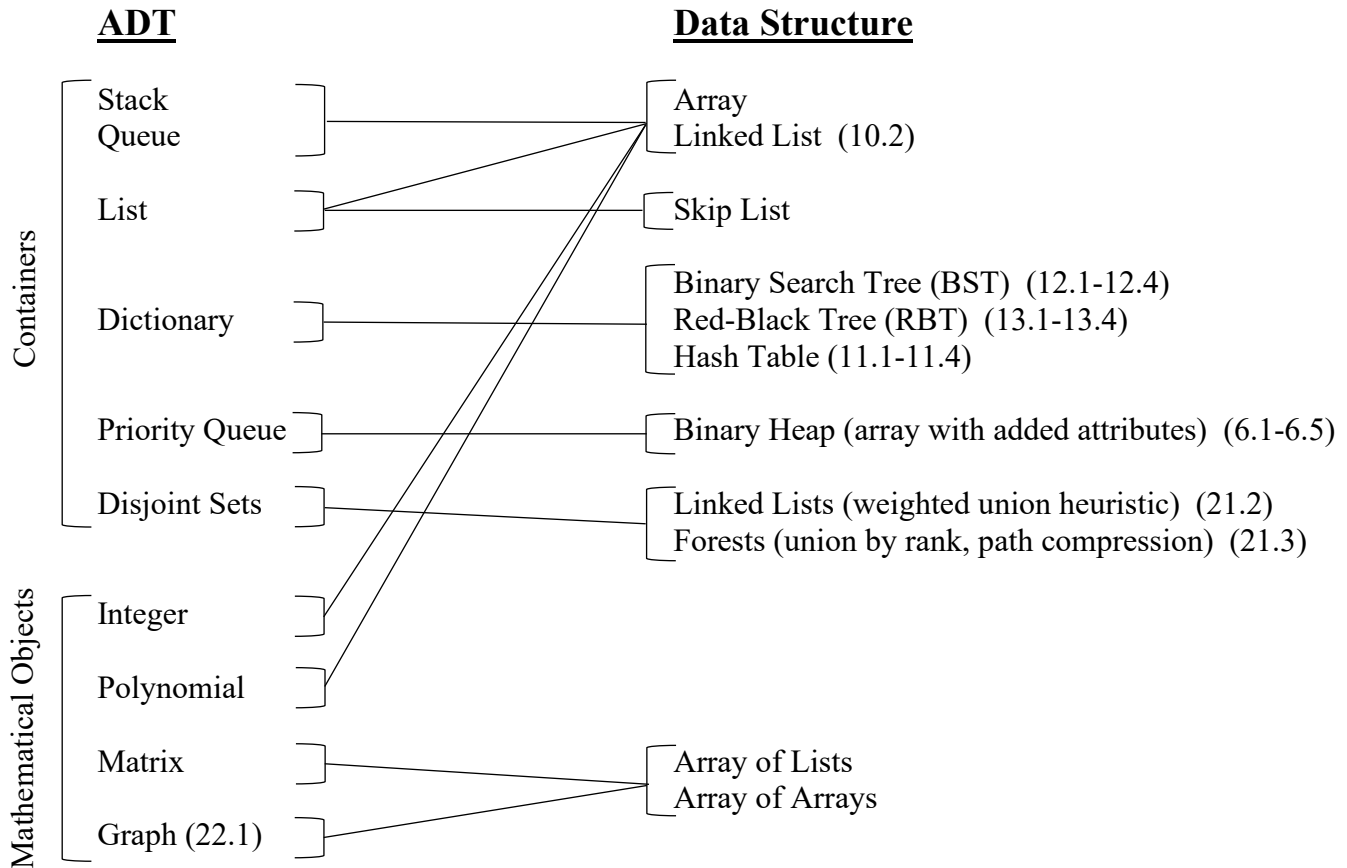 ADT Data Structure
Containers
Stack Array
Queue Linked List (10.2)
List Skip List
Binary Search Tree (BST) (12.1-12.4)
Dictionary Red-Black Tree (RBT) (13.1-13.4)
Hash Table (11.1-11.4)
Priority Queue Binary Heap (array with added attributes) (6.1-6.5)
Disjoint Sets Linked Lists (weighted union heuristic) (21.2)
Forests (union by rank, path compression) (21.3)
Mathematical Objects
Integer
Polynomial
Matrix Array of Lists
Array of Arrays
Graph (22.1)